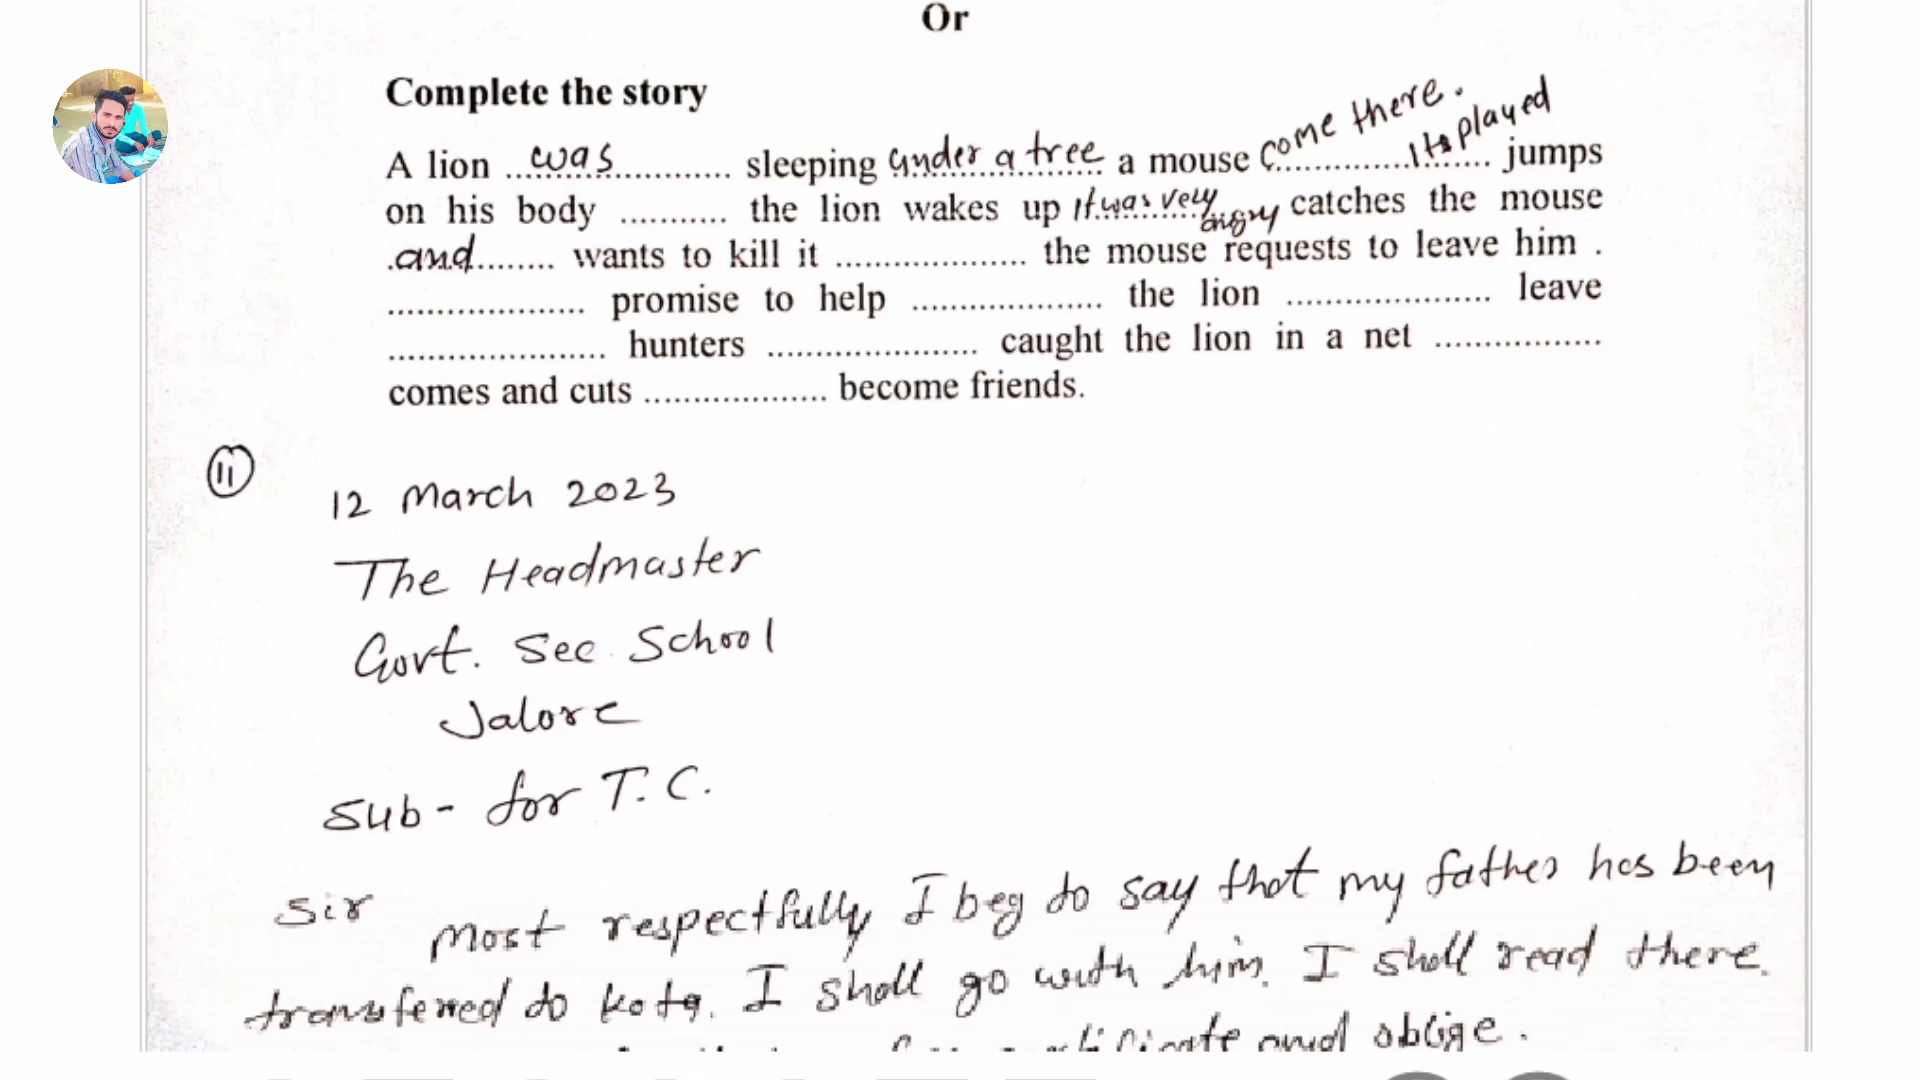 Or
Complete the story
A lion ...was............ sleeping under a tree a mouse come there. It played jumps
on his body ........... the lion wakes up It was very angry catches the mouse
.and........ wants to kill it .................... the mouse requests to leave him .
.................... promise to help .................... the lion ..................... leave
....................... hunters ...................... caught the lion in a net .................
comes and cuts ................... become friends.
11
12 March 2023
The Headmaster
Govt. Sec. School
Jalore
Sub- for T. C.
Sir
Most respectfully I beg to say that my father has been
transferred to kota. I shall go with him. I shall read there.
and oblige.